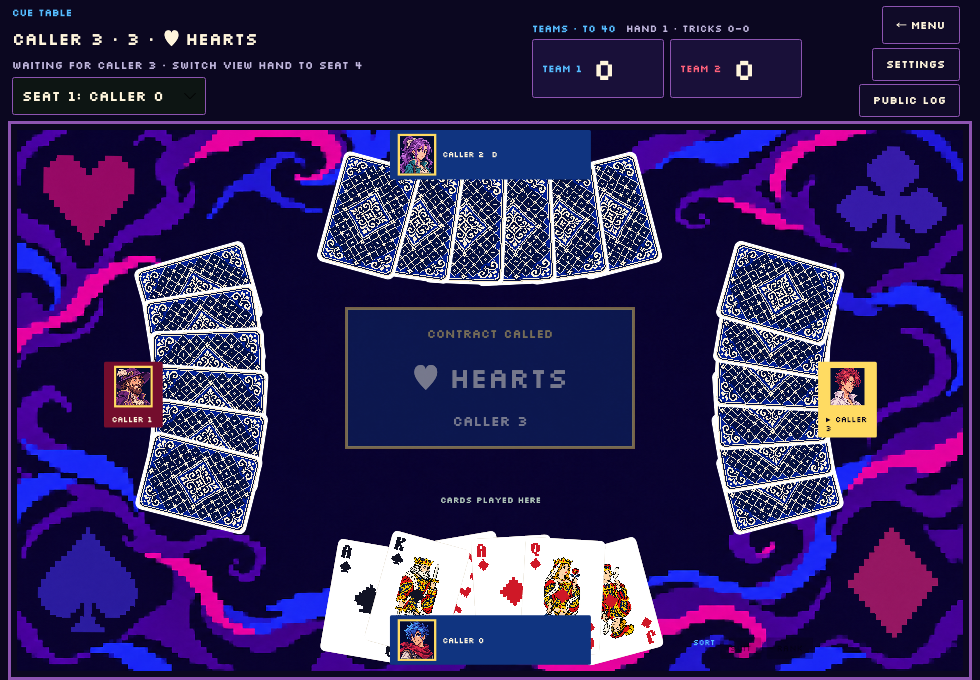 CUE TABLE
CALLER 3 · 3 · ♥ HEARTS
WAITING FOR CALLER 3 · SWITCH VIEW HAND TO SEAT 4
SEAT 1: CALLER 0
TEAMS · TO 40 HAND 1 · TRICKS 0-0
TEAM 1 0
TEAM 2 0
← MENU
SETTINGS
PUBLIC LOG
CALLER 2 D
CALLER 1
▶ CALLER
3
CONTRACT CALLED
♥ HEARTS
CALLER 3
CARDS PLAYED HERE
A
K
A
Q
J
CALLER 0
SORT